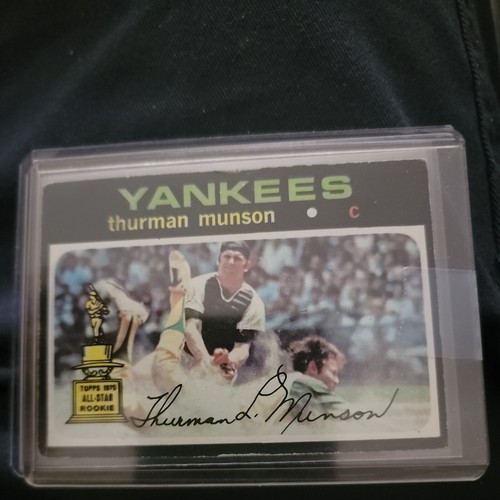 YANKEES
thurman munson • c
TOPPS 1970
ALL-STAR
ROOKIE
Thurman L. Munson